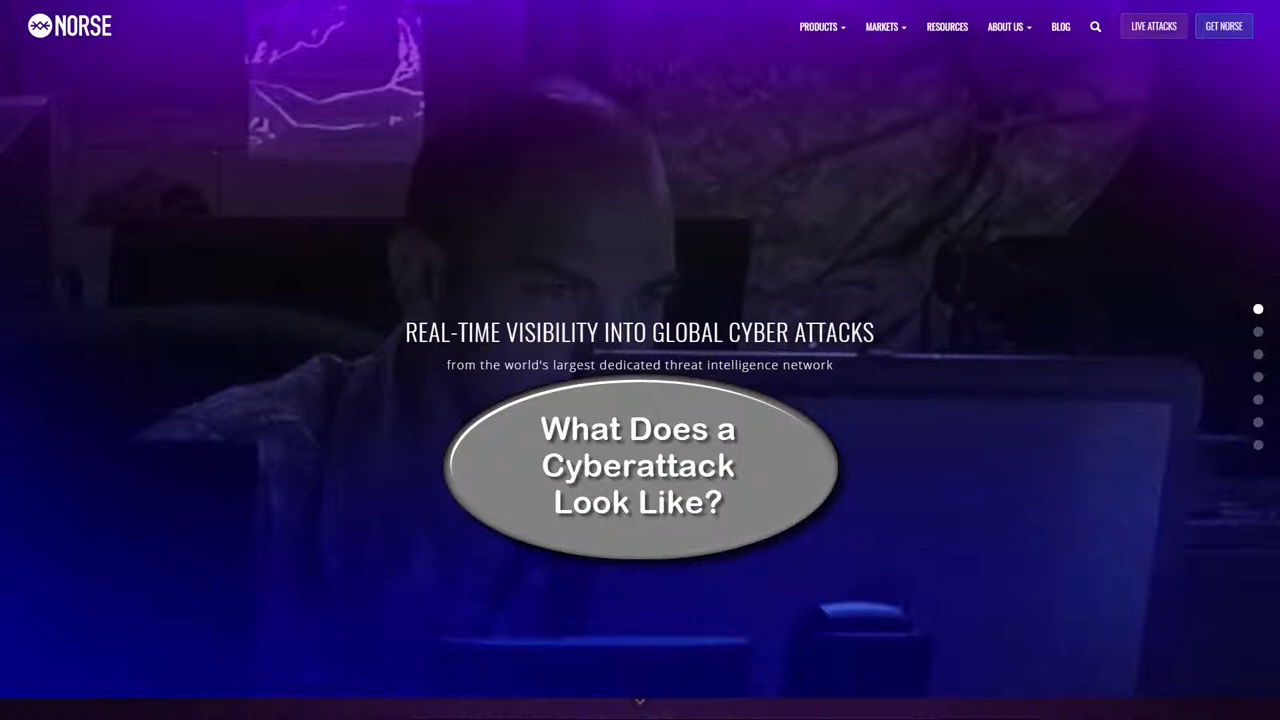 NORSE
PRODUCTS
MARKETS
RESOURCES
ABOUT US
BLOG
LIVE ATTACKS
GET NORSE
REAL-TIME VISIBILITY INTO GLOBAL CYBER ATTACKS
from the world's largest dedicated threat intelligence network
What Does a
Cyberattack
Look Like?